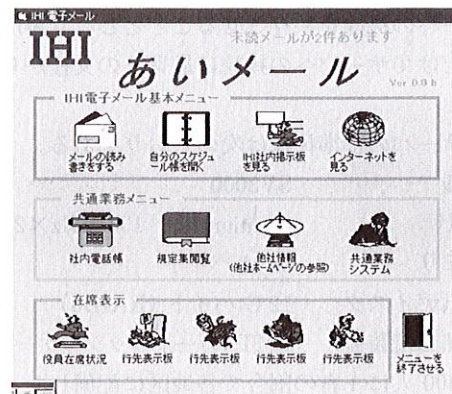 IHI 電子メール
未読メールが2件あります
IHI
あいメール
Ver 0.0 b
IHI電子メール基本メニュー
メールの読み
書きをする
自分のスケジュ
ール帳を開く
IHI社内掲示板
を見る
インターネットを
見る
共通業務メニュー
社内電話帳
規定集閲覧
他社情報
(他社ホームページの参照)
共通業務
システム
在席表示
役員在席状況
行先表示板
行先表示板
行先表示板
行先表示板
メニューを
終了させる